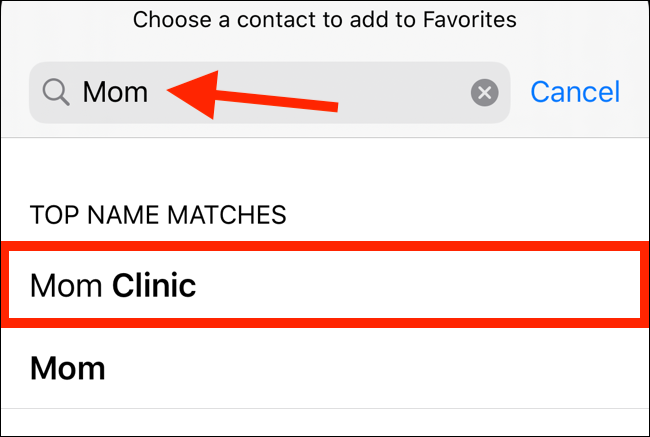 Choose a contact to add to Favorites
Mom
Cancel
TOP NAME MATCHES
Mom Clinic
Mom